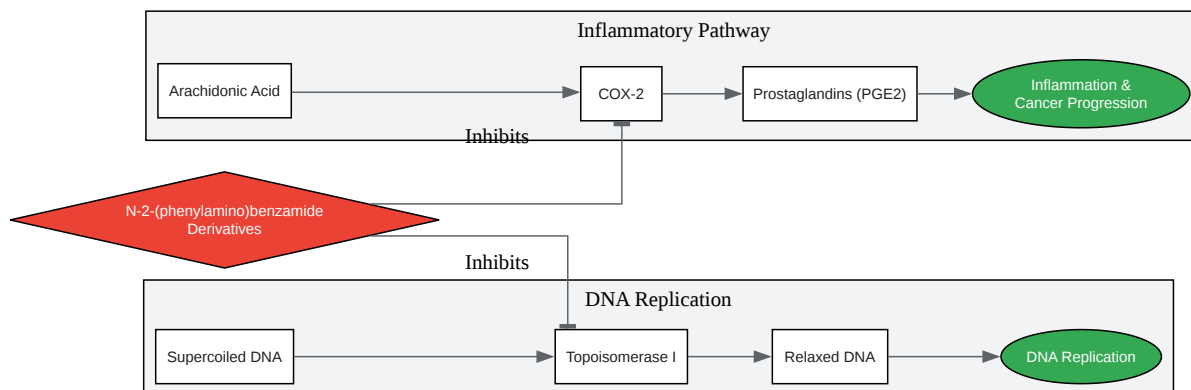 Inflammatory Pathway
Arachidonic Acid
COX-2
Prostaglandins (PGE2)
Inflammation &
Cancer Progression
Inhibits
N-2-(phenylamino)benzamide
Derivatives
Inhibits
DNA Replication
Supercoiled DNA
Topoisomerase I
Relaxed DNA
DNA Replication